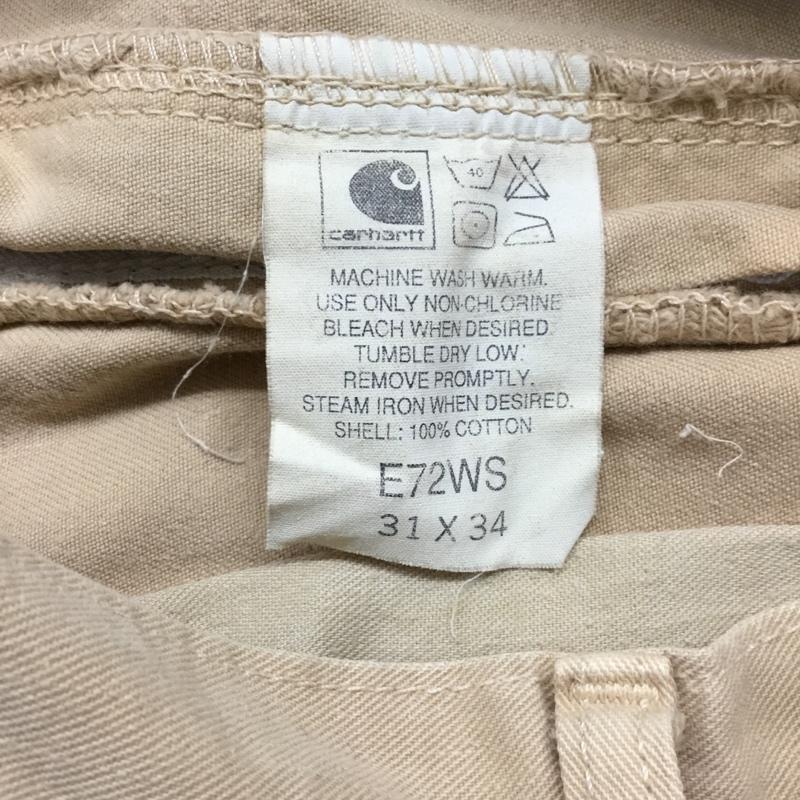 carhartt
40
MACHINE WASH WARM.
USE ONLY NON-CHLORINE
BLEACH WHEN DESIRED
TUMBLE DRY LOW.
REMOVE PROMPTLY.
STEAM IRON WHEN DESIRED.
SHELL: 100% COTTON
E72WS
31 X 34